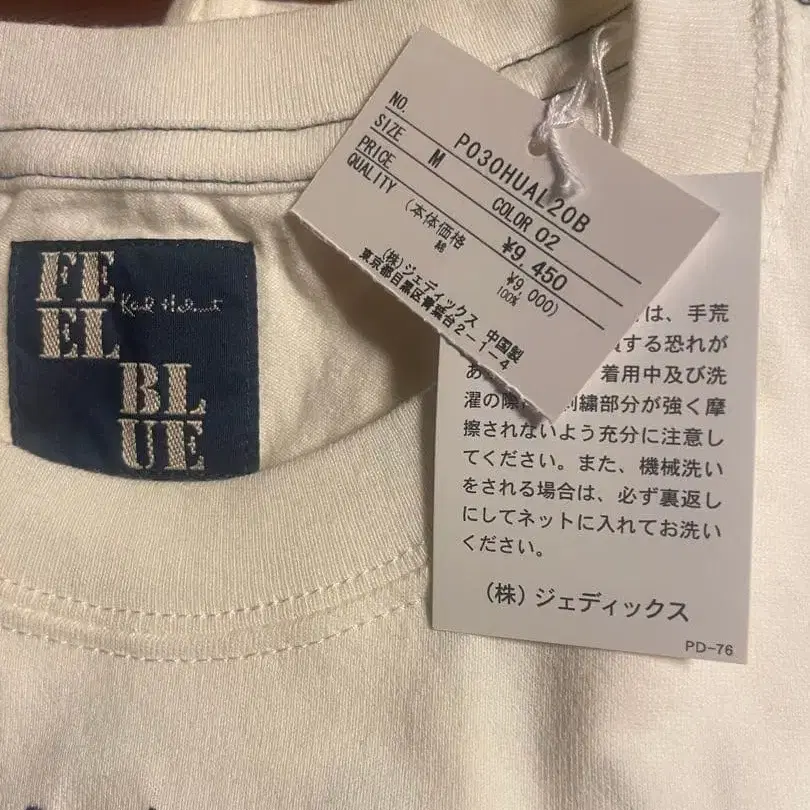 FE
EL
Karl Helmut
BL
UE
NO. PO30HUAL20B
SIZE M COLOR 02
PRICE ¥9,450
(本体価格 ¥9,000)
QUALITY 綿 100%
(株)ジェディックス 中国製
東京都目黒区青葉台2-1-4
は、手荒
する恐れが
あ 着用中及び洗
濯の際 刺繍部分が強く摩
擦されないよう充分に注意し
てください。また、機械洗い
をされる場合は、必ず裏返し
にしてネットに入れてお洗い
ください。
(株)ジェディックス
PD-76